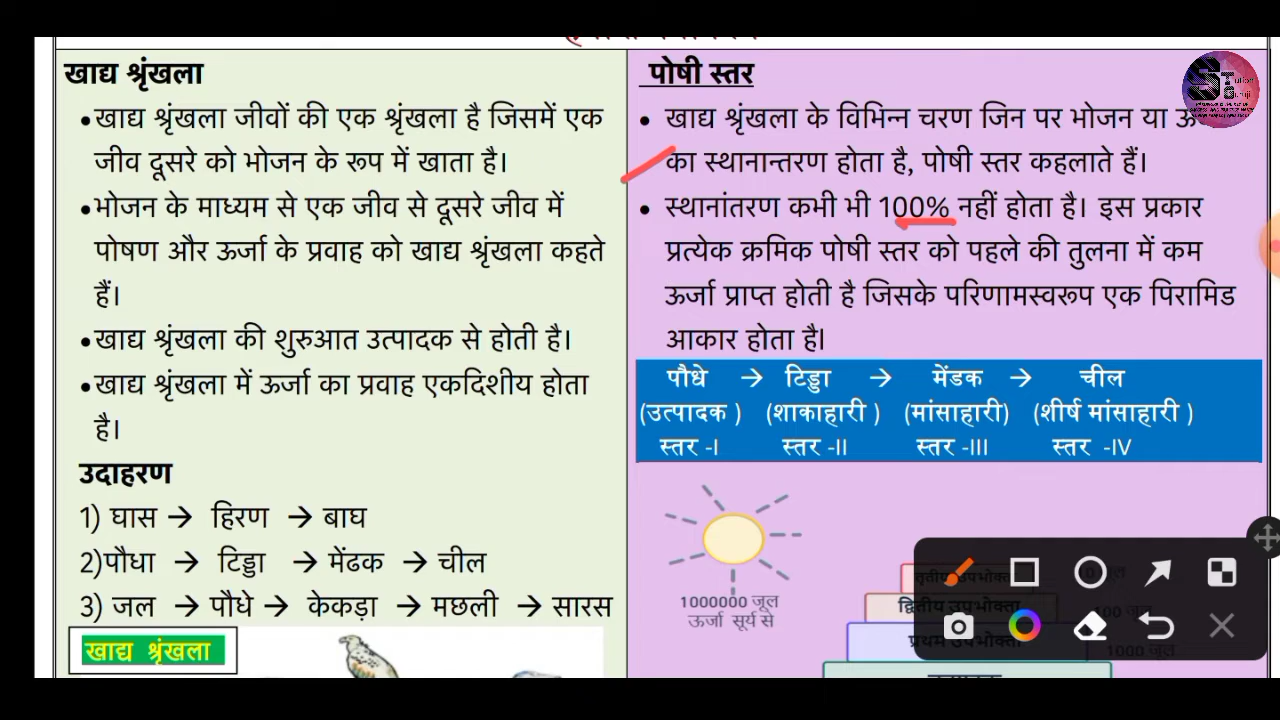 खाद्य श्रृंखला
•खाद्य श्रृंखला जीवों की एक श्रृंखला है जिसमें एक
जीव दूसरे को भोजन के रूप में खाता है।
•भोजन के माध्यम से एक जीव से दूसरे जीव में
पोषण और ऊर्जा के प्रवाह को खाद्य श्रृंखला कहते
हैं।
•खाद्य श्रृंखला की शुरुआत उत्पादक से होती है।
•खाद्य श्रृंखला में ऊर्जा का प्रवाह एकदिशीय होता
है।
उदाहरण
1) घास → हिरण → बाघ
2)पौधा → टिड्डा → मेंढक → चील
3) जल → पौधे → केकड़ा → मछली → सारस
खाद्य श्रृंखला
पोषी स्तर
• खाद्य श्रृंखला के विभिन्न चरण जिन पर भोजन या
का स्थानान्तरण होता है, पोषी स्तर कहलाते हैं।
• स्थानांतरण कभी भी 100% नहीं होता है। इस प्रकार
प्रत्येक क्रमिक पोषी स्तर को पहले की तुलना में कम
ऊर्जा प्राप्त होती है जिसके परिणामस्वरूप एक पिरामिड
आकार होता है।
पौधे → टिड्डा → मेंडक → चील
(उत्पादक ) (शाकाहारी ) (मांसाहारी) (शीर्ष मांसाहारी )
स्तर -I स्तर -II स्तर -III स्तर -IV
1000000 जूल
ऊर्जा सूर्य से
तृतीय उपभोक्ता
द्वितीय उपभोक्ता
प्रथम उपभोक्ता 1000 जूल